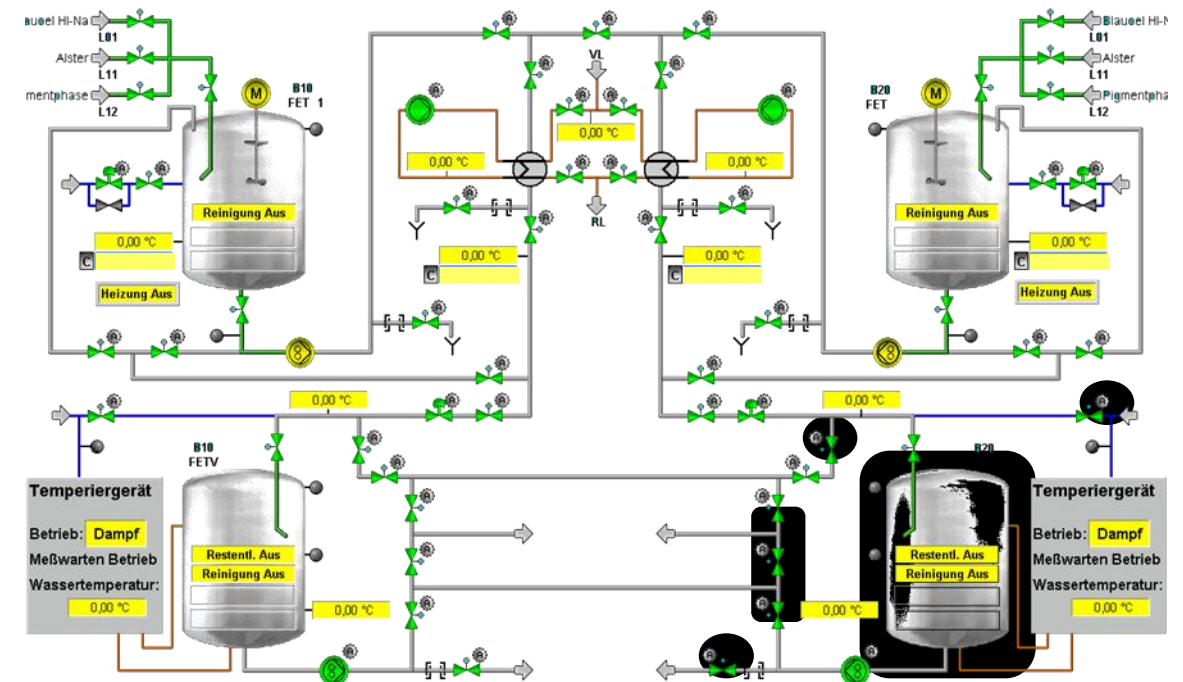 auoel HI-Na
L01
Alster
L11
mentphase
L12
B10
FET 1
M
A
VL
0,00 °C
0,00 °C
0,00 °C
RL
B20
FET
M
Blauoel HI-N
L01
Alster
L11
Pigmentpha
L12
Reinigung Aus
Reinigung Aus
0,00 °C
C
Heizung Aus
0,00 °C
C
0,00 °C
C
0,00 °C
C
Heizung Aus
0,00 °C
0,00 °C
B10
FETV
B20
Temperiergerät
Betrieb: Dampf
Meßwarten Betrieb
Wassertemperatur:
0,00 °C
Restentl. Aus
Reinigung Aus
0,00 °C
0,00 °C
Restentl. Aus
Reinigung Aus
Temperiergerät
Betrieb: Dampf
Meßwarten Betrieb
Wassertemperatur:
0,00 °C